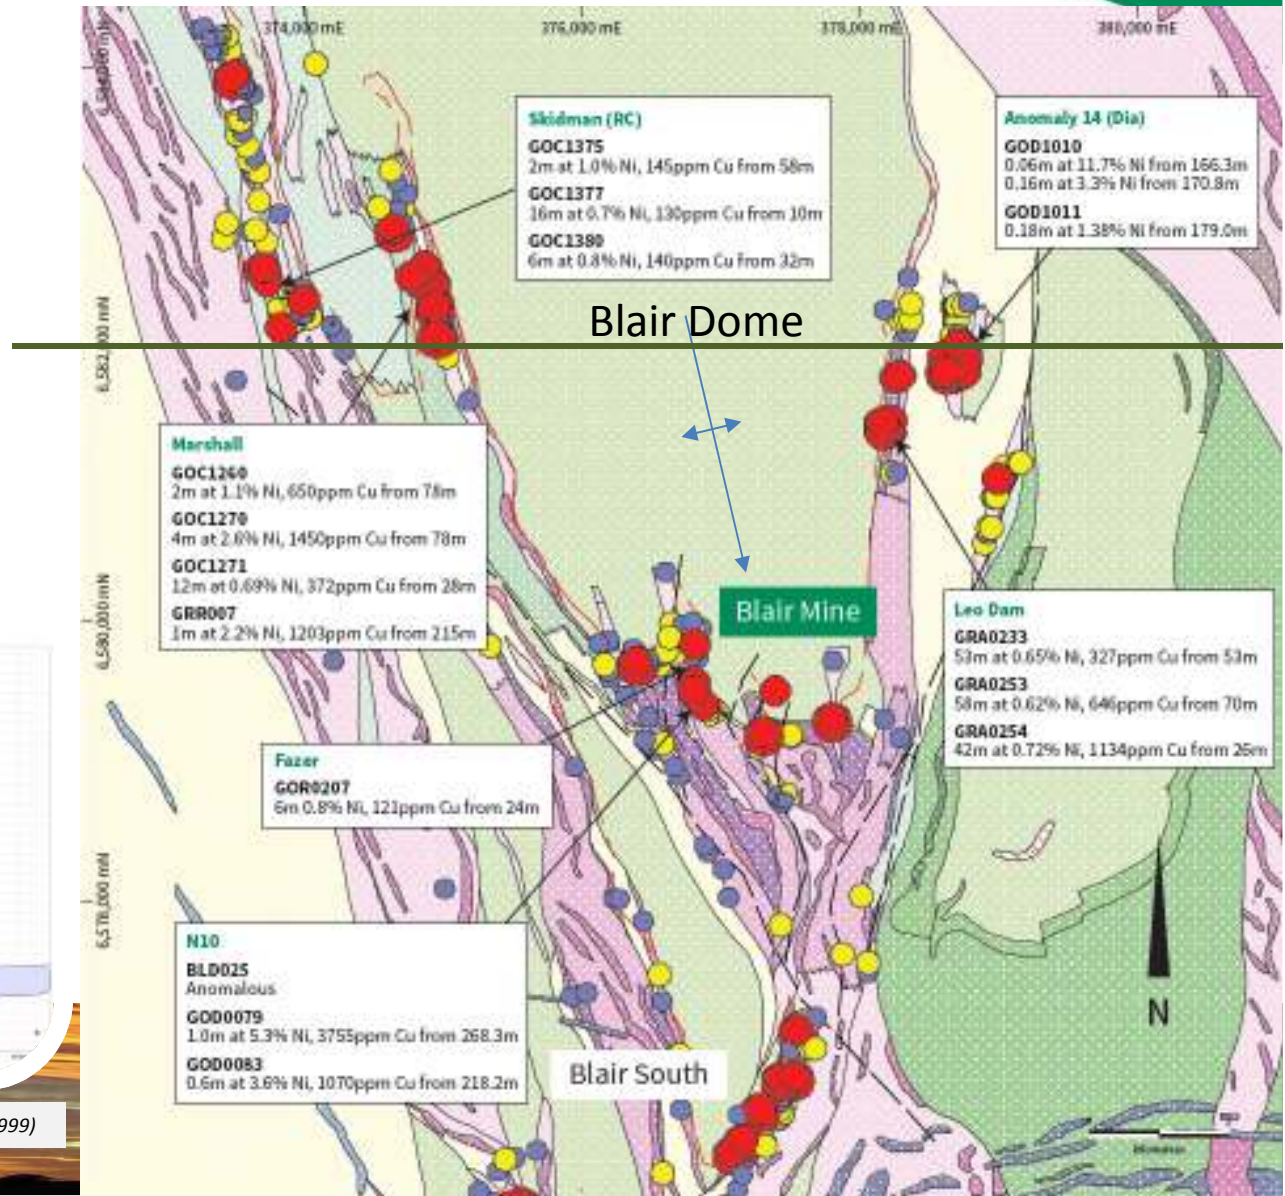 374,000 mE
376,000 mE
378,000 mE
380,000 mE
Skidman (RC)
GOC1375
2m at 1.0% Ni, 145ppm Cu from 58m
GOC1377
16m at 0.7% Ni, 130ppm Cu from 10m
GOC1380
6m at 0.8% Ni, 140ppm Cu from 32m
Anomaly 14 (Dia)
GOD1010
0.06m at 11.7% Ni from 166.3m
0.16m at 3.3% Ni from 170.8m
GOD1011
0.18m at 1.38% Ni from 179.0m
Blair Dome
Marshall
GOC1260
2m at 1.1% Ni, 650ppm Cu from 78m
GOC1270
4m at 2.6% Ni, 1450ppm Cu from 78m
GOC1271
12m at 0.69% Ni, 372ppm Cu from 28m
GRR007
1m at 2.2% Ni, 1203ppm Cu from 215m
6,580,000 mN
Blair Mine
Leo Dam
GRA0233
53m at 0.65% Ni, 327ppm Cu from 53m
GRA0253
58m at 0.62% Ni, 646ppm Cu from 70m
GRA0254
42m at 0.72% Ni, 1134ppm Cu from 26m
Fazer
GOR0207
6m 0.8% Ni, 121ppm Cu from 24m
6,578,000 mN
N10
BLD025
Anomalous
GOD0079
1.0m at 5.3% Ni, 3755ppm Cu from 268.3m
GOD0083
0.6m at 3.6% Ni, 1070ppm Cu from 218.2m
N
Blair South
999)